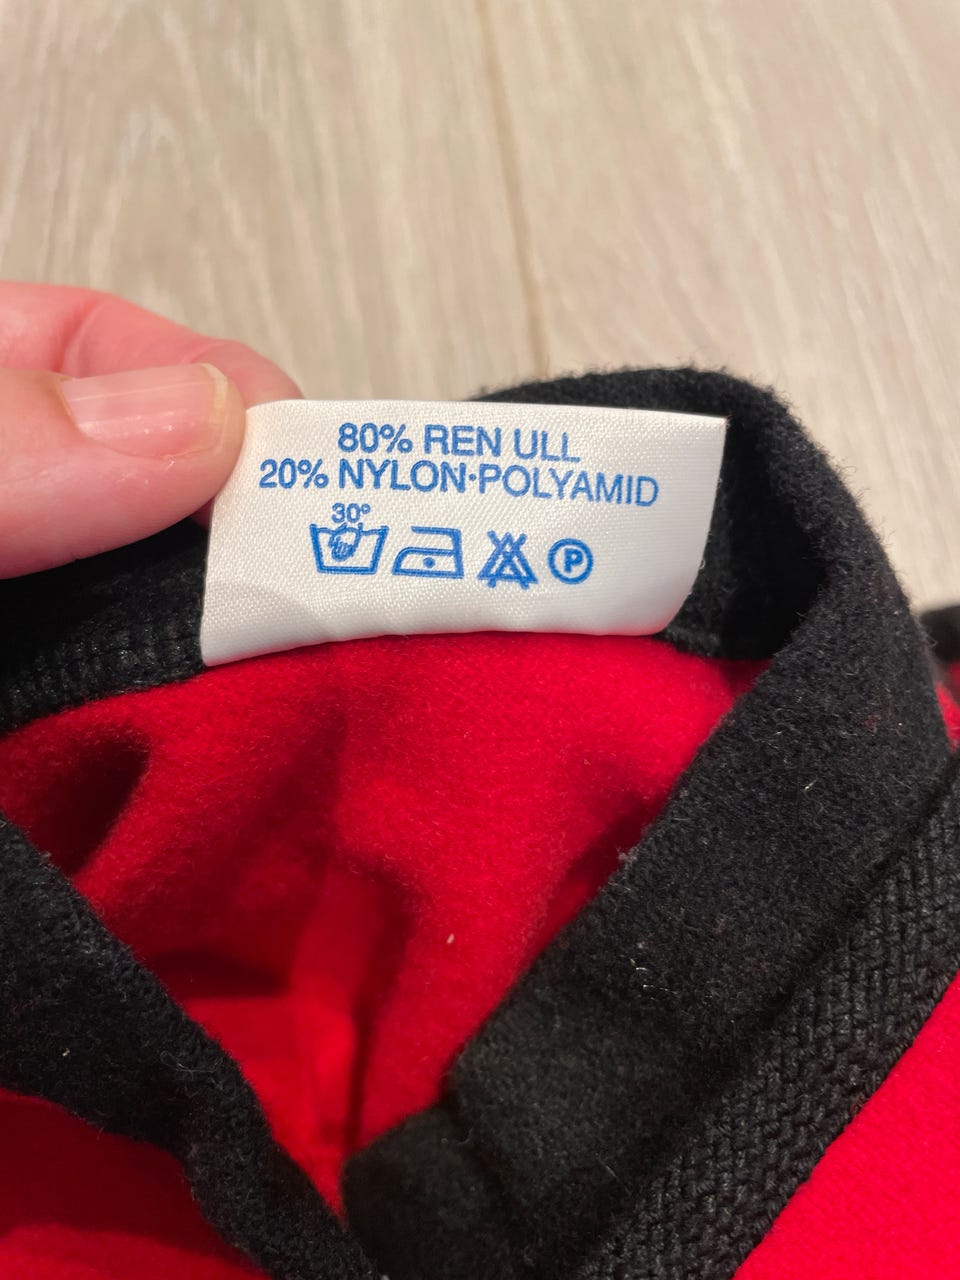 80% REN ULL
20% NYLON·POLYAMID
30°
P